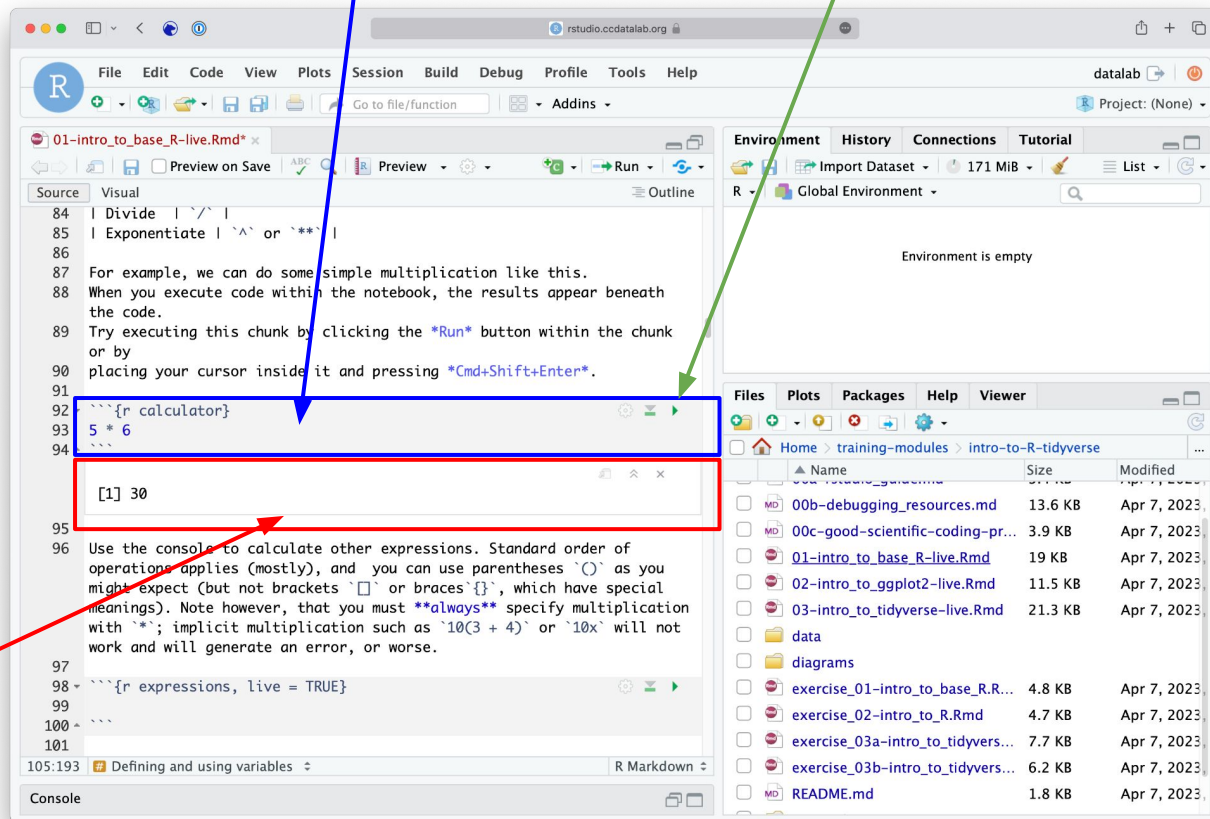 rstudio.ccdatalab.org
R
File Edit Code View Plots Session Build Debug Profile Tools Help
datalab
Go to file/function
Addins
Project: (None)
01-intro_to_base_R-live.Rmd*
Preview on Save
ABC
Preview
Run
Source Visual
Outline
84 | Divide | `/` |
85 | Exponentiate | `^` or `**` |
86
87 For example, we can do some simple multiplication like this.
88 When you execute code within the notebook, the results appear beneath
the code.
89 Try executing this chunk by clicking the *Run* button within the chunk
or by
90 placing your cursor inside it and pressing *Cmd+Shift+Enter*.
91
92 ```{r calculator}
93 5 * 6
94 ```
[1] 30
95
96 Use the console to calculate other expressions. Standard order of
operations applies (mostly), and you can use parentheses `()` as you
might expect (but not brackets `[]` or braces`{}`, which have special
meanings). Note however, that you must **always** specify multiplication
with `*`; implicit multiplication such as `10(3 + 4)` or `10x` will not
work and will generate an error, or worse.
97
98 ```{r expressions, live = TRUE}
99
100 ```
101
105:193 # Defining and using variables
R Markdown
Console
Environment History Connections Tutorial
Import Dataset 171 MiB List
R Global Environment
Environment is empty
Files Plots Packages Help Viewer
Home > training-modules > intro-to-R-tidyverse ...
Name Size Modified
MD 00b-debugging_resources.md 13.6 KB Apr 7, 2023,
MD 00c-good-scientific-coding-pr... 3.9 KB Apr 7, 2023,
01-intro_to_base_R-live.Rmd 19 KB Apr 7, 2023,
02-intro_to_ggplot2-live.Rmd 11.5 KB Apr 7, 2023,
03-intro_to_tidyverse-live.Rmd 21.3 KB Apr 7, 2023,
data
diagrams
exercise_01-intro_to_base_R.R... 4.8 KB Apr 7, 2023,
exercise_02-intro_to_R.Rmd 4.7 KB Apr 7, 2023,
exercise_03a-intro_to_tidyvers... 7.7 KB Apr 7, 2023,
exercise_03b-intro_to_tidyvers... 6.2 KB Apr 7, 2023,
MD README.md 1.8 KB Apr 7, 2023,